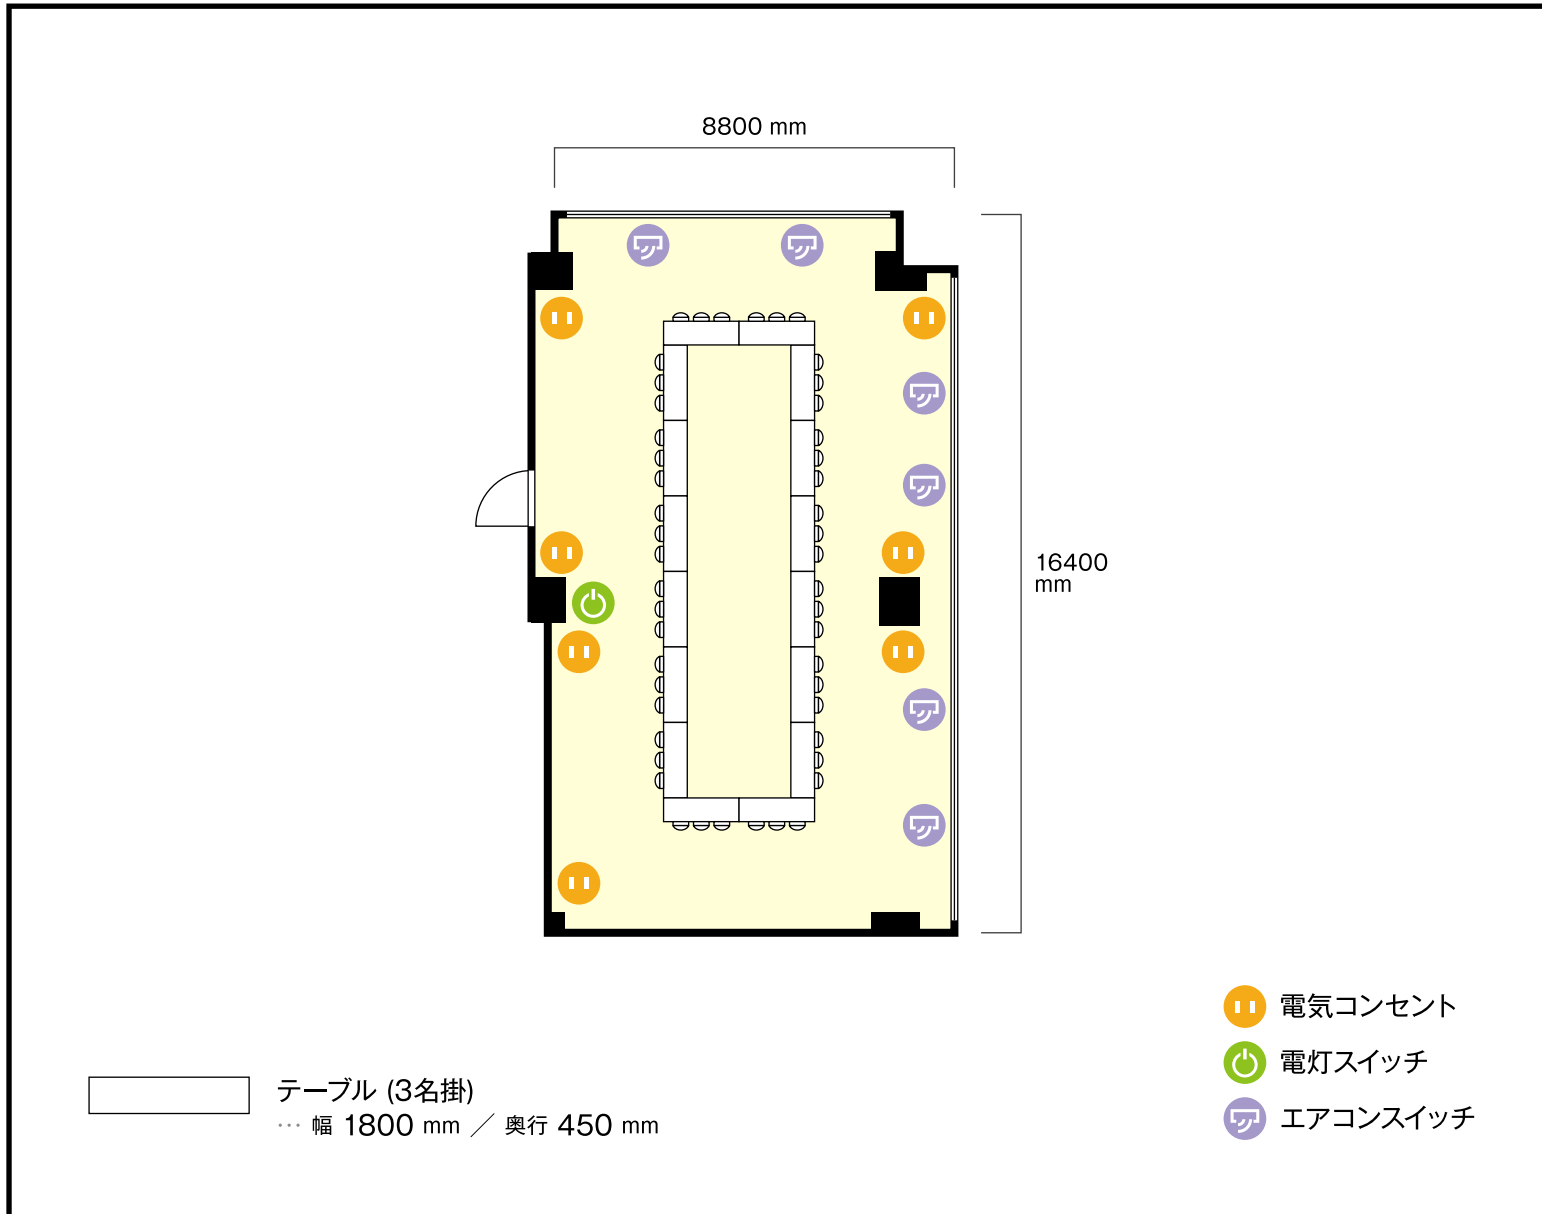 8800 mm
16400
mm
電気コンセント
電灯スイッチ
エアコンスイッチ
テーブル (3名掛)
… 幅 1800 mm ／ 奥行 450 mm